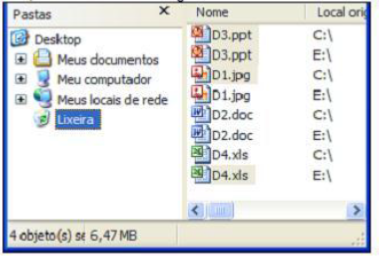 Pastas × Nome Local orig
Desktop
Meus documentos
Meu computador
Meus locais de rede
Lixeira
D3.ppt C:\
D3.ppt E:\
D1.jpg C:\
D1.jpg E:\
D2.doc C:\
D2.doc E:\
D4.xls C:\
D4.xls E:\
4 objeto(s) se 6,47 MB